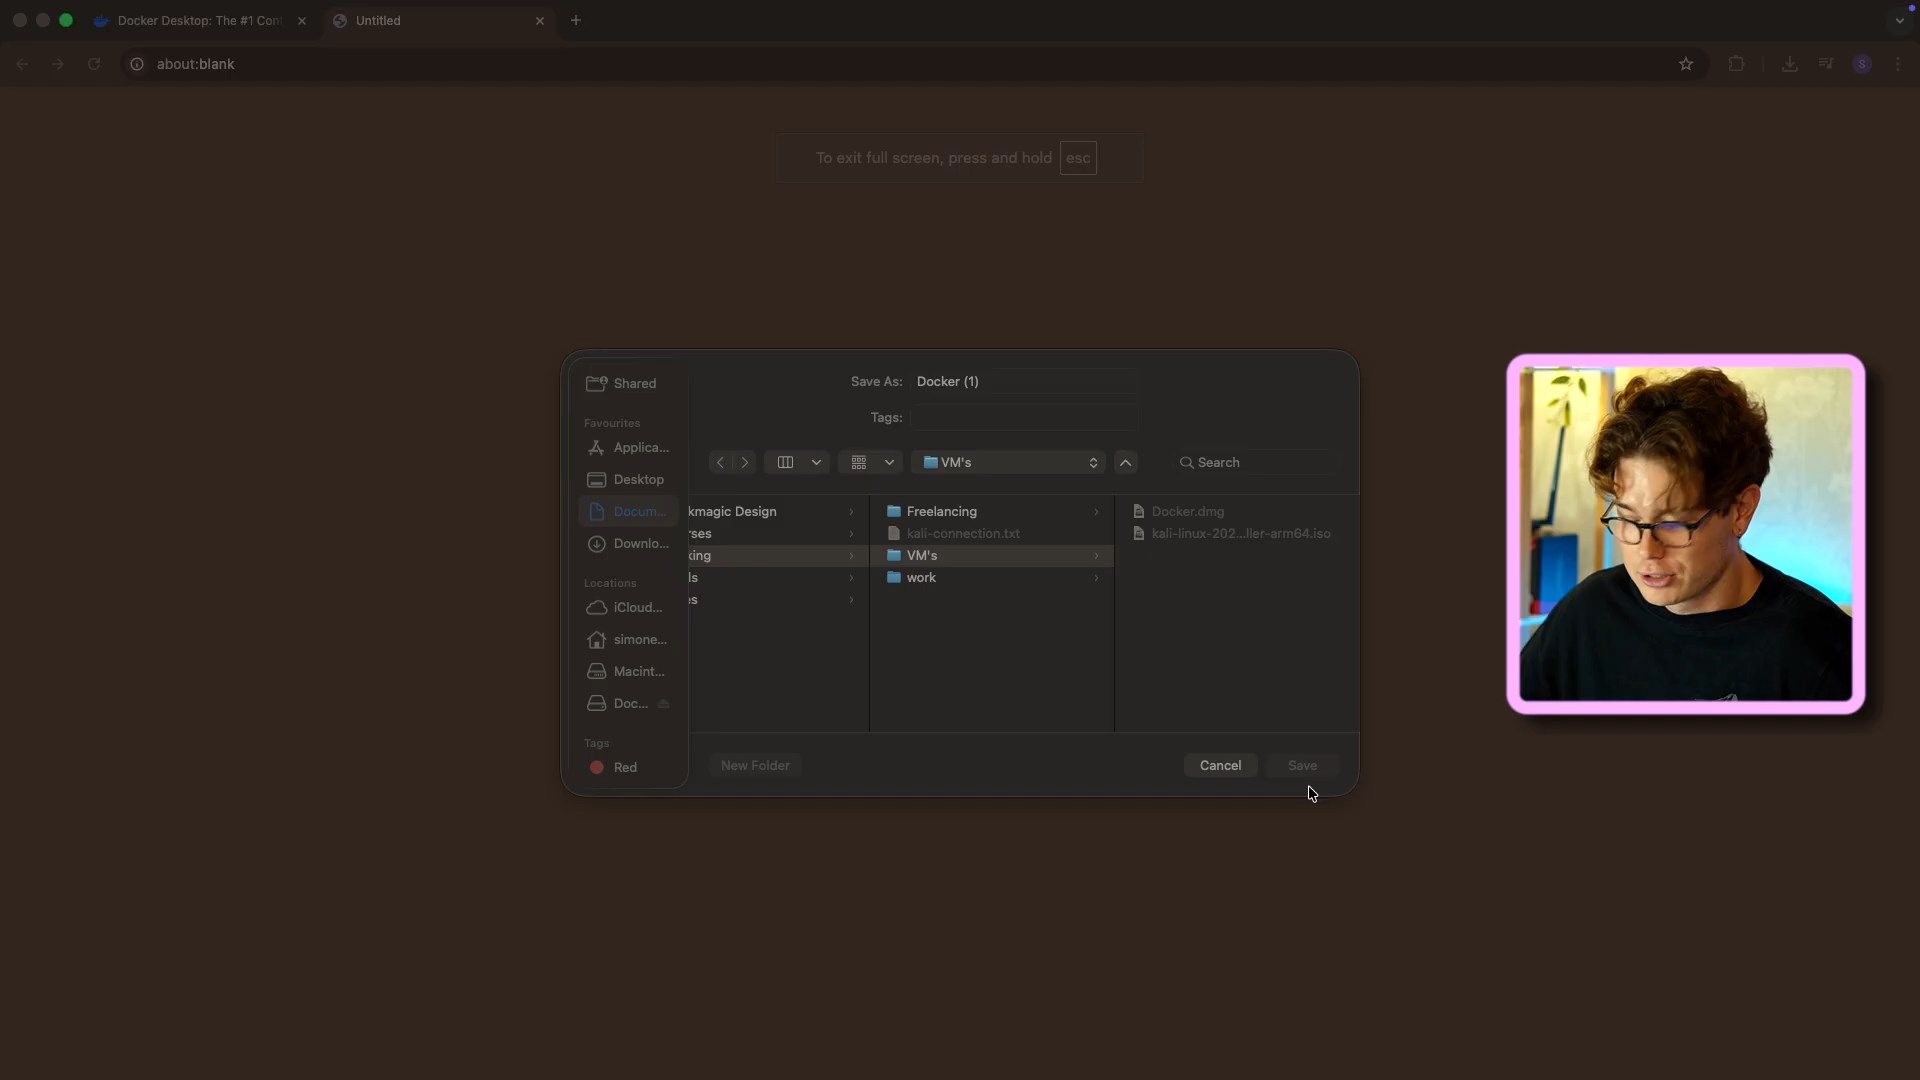 Docker Desktop: The #1 Con
Untitled
about:blank
S
To exit full screen, press and hold esc
Shared
Favourites
Applica...
Desktop
Docum...
Downlo...
Locations
iCloud...
simone...
Macint...
Doc...
Tags
Red
Save As: Docker (1)
Tags:
VM's
Search
kmagic Design
rses
king
ls
es
Freelancing
kali-connection.txt
VM's
work
Docker.dmg
kali-linux-202...ller-arm64.iso
New Folder
Cancel
Save